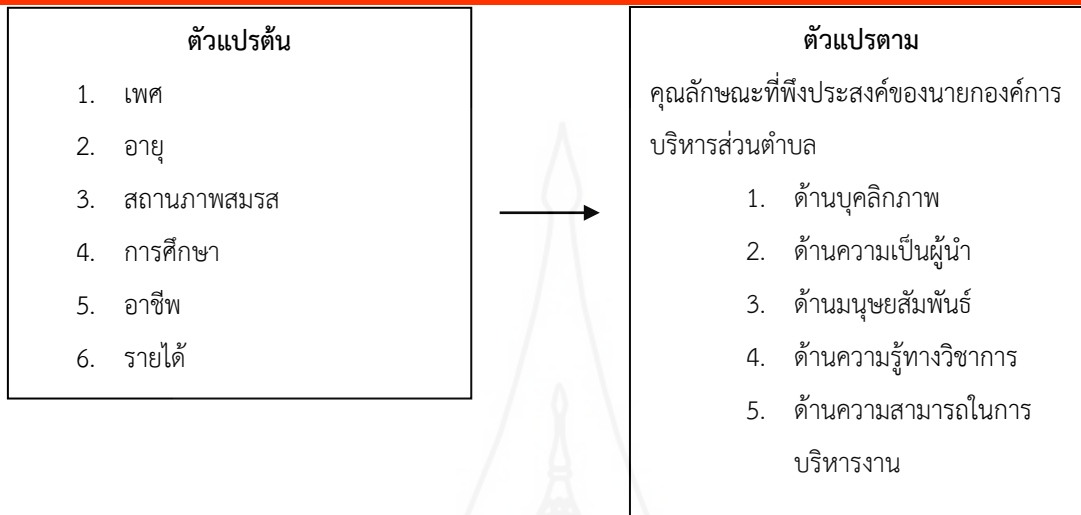 ตัวแปรต้น
1. เพศ
2. อายุ
3. สถานภาพสมรส
4. การศึกษา
5. อาชีพ
6. รายได้
ตัวแปรตาม
คุณลักษณะที่พึงประสงค์ของนายกองค์การ
บริหารส่วนตำบล
1. ด้านบุคลิกภาพ
2. ด้านความเป็นผู้นำ
3. ด้านมนุษยสัมพันธ์
4. ด้านความรู้ทางวิชาการ
5. ด้านความสามารถในการ
บริหารงาน